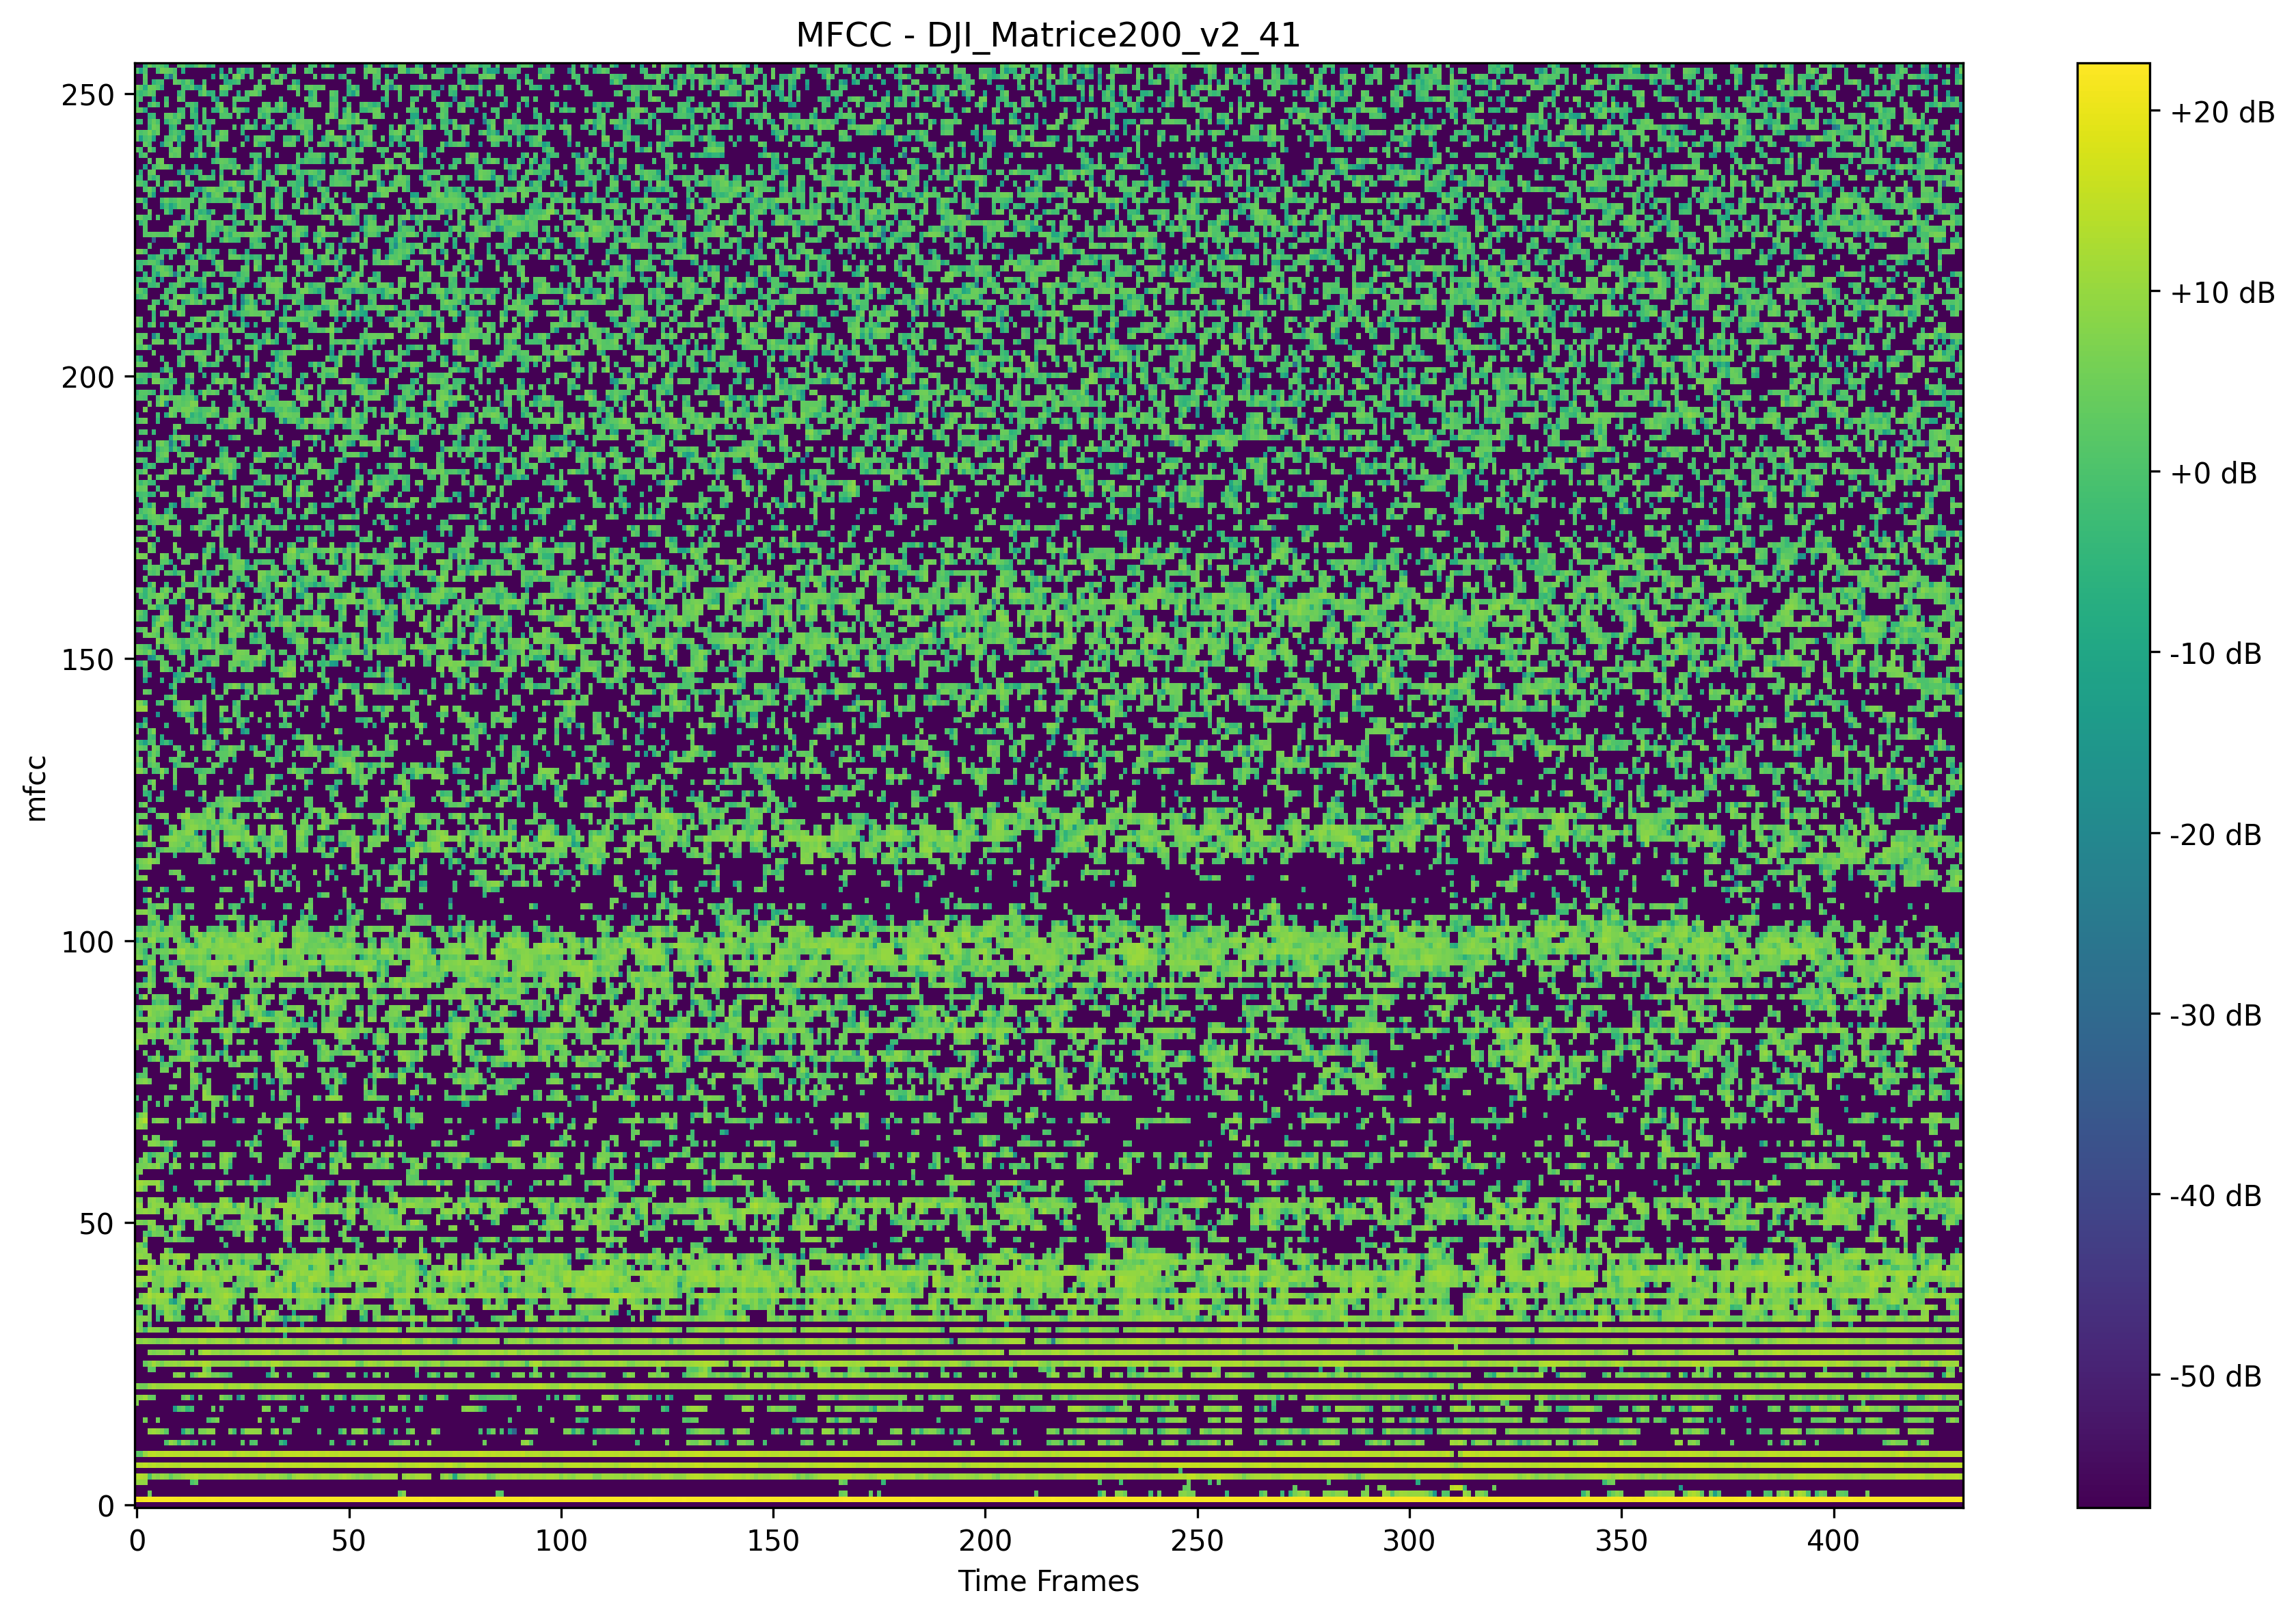 MFCC - DJI_Matrice200_v2_41
250
200
150
100
50
0
mfcc
0
50
100
150
200
250
300
350
400
Time Frames
+20 dB
+10 dB
+0 dB
-10 dB
-20 dB
-30 dB
-40 dB
-50 dB